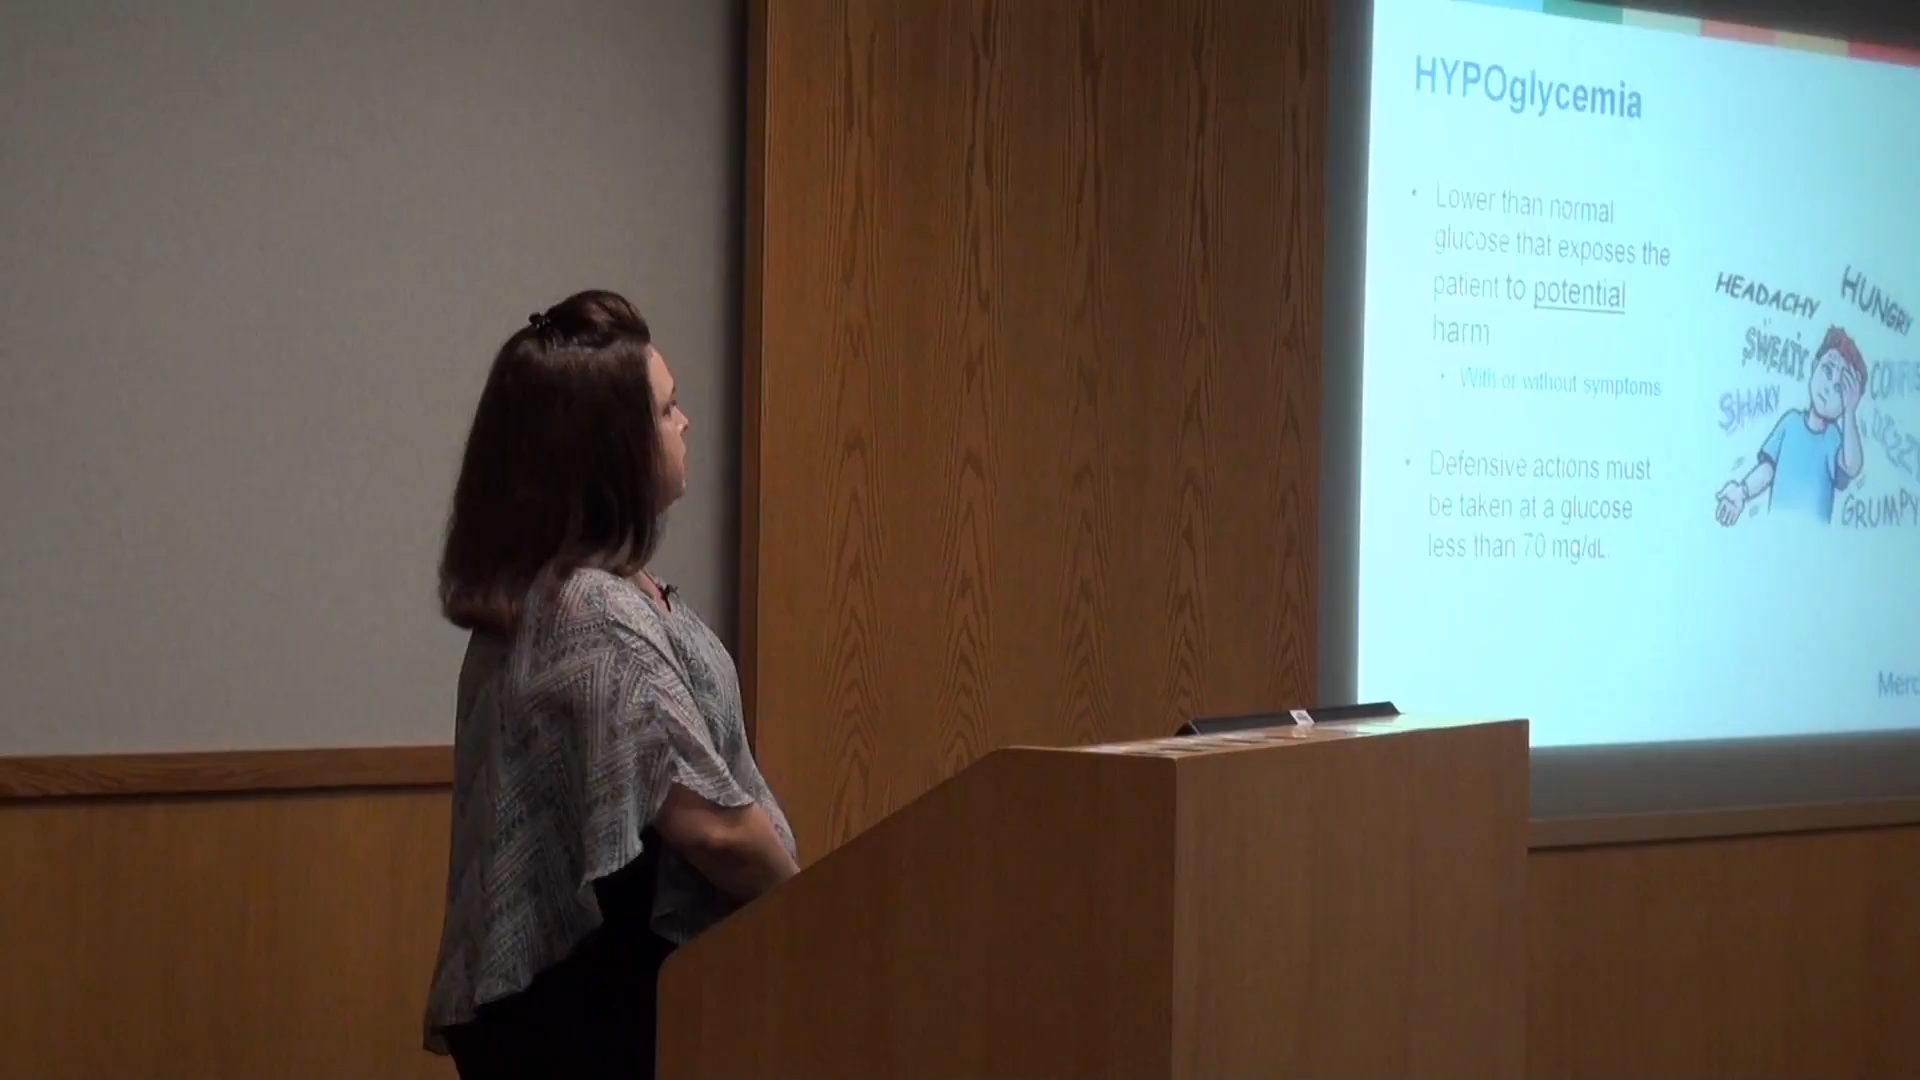 HYPOglycemia
Lower than normal
glucose that exposes the
patient to potential
harm
With or without symptoms
Defensive actions must
be taken at a glucose
less than 70 mg/dL.
HEADACHY
HUNGRY
SWEATY
SHAKY
GRUMPY